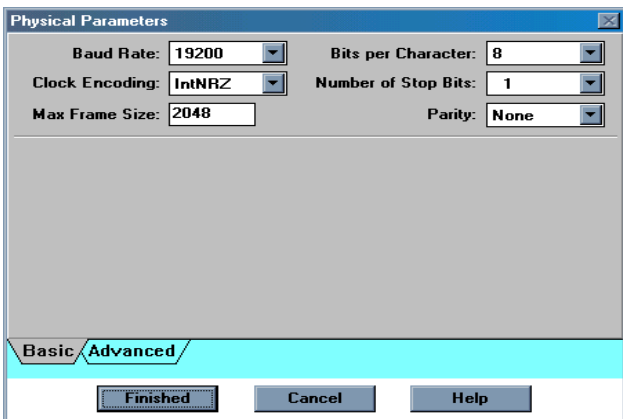 Physical Parameters
Baud Rate: 19200 Bits per Character: 8
Clock Encoding: IntNRZ Number of Stop Bits: 1
Max Frame Size: 2048 Parity: None
Basic Advanced
Finished Cancel Help